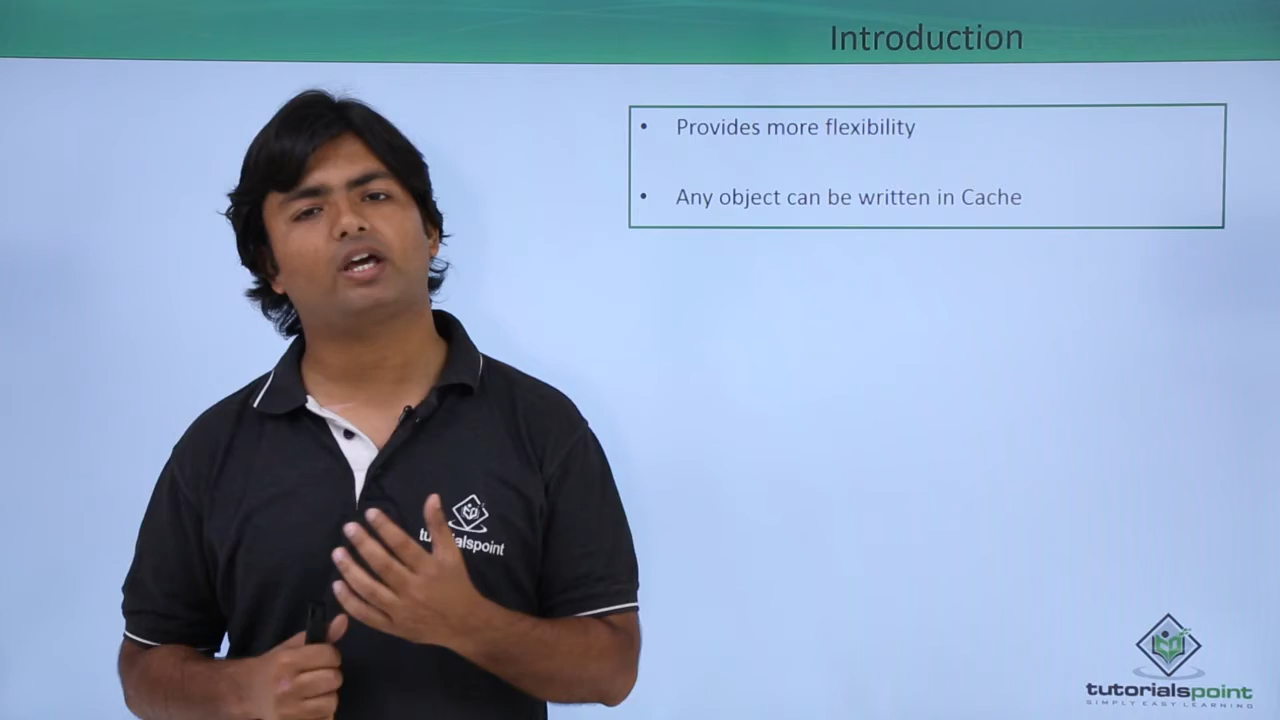 Introduction
• Provides more flexibility
• Any object can be written in Cache
tutorialspoint
tutorialspoint
SIMPLY EASY LEARNING